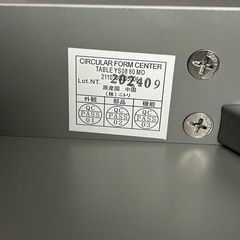 CIRCULAR FORM CENTER
TABLE YS08 60 MO
Lot.NT. 202409
原産国 中国
(株)ニトリ
外観 部品 機能
QC PASS 01 QC PASS 02 QC PASS 03